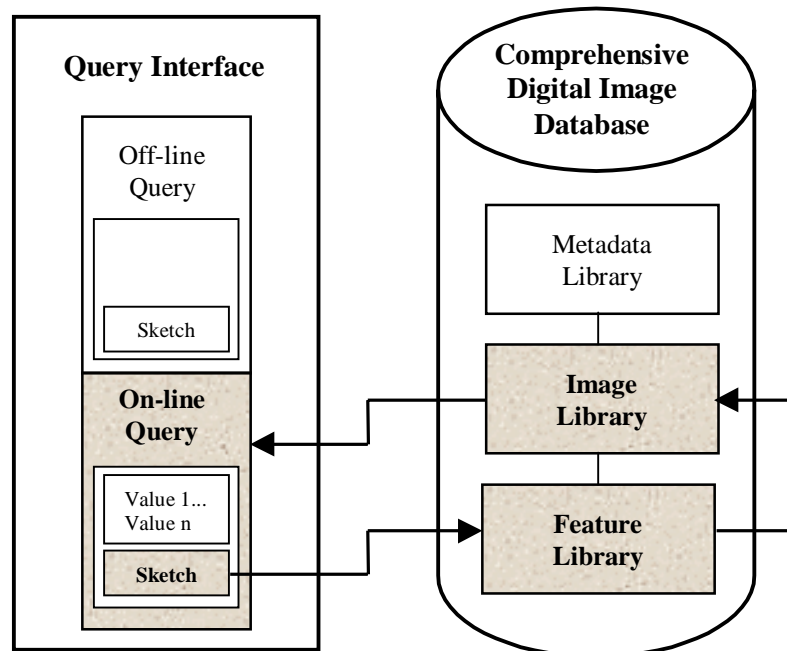 Query Interface
Off-line
Query
Sketch
On-line
Query
Value 1...
Value n
Sketch
Comprehensive
Digital Image
Database
Metadata
Library
Image
Library
Feature
Library